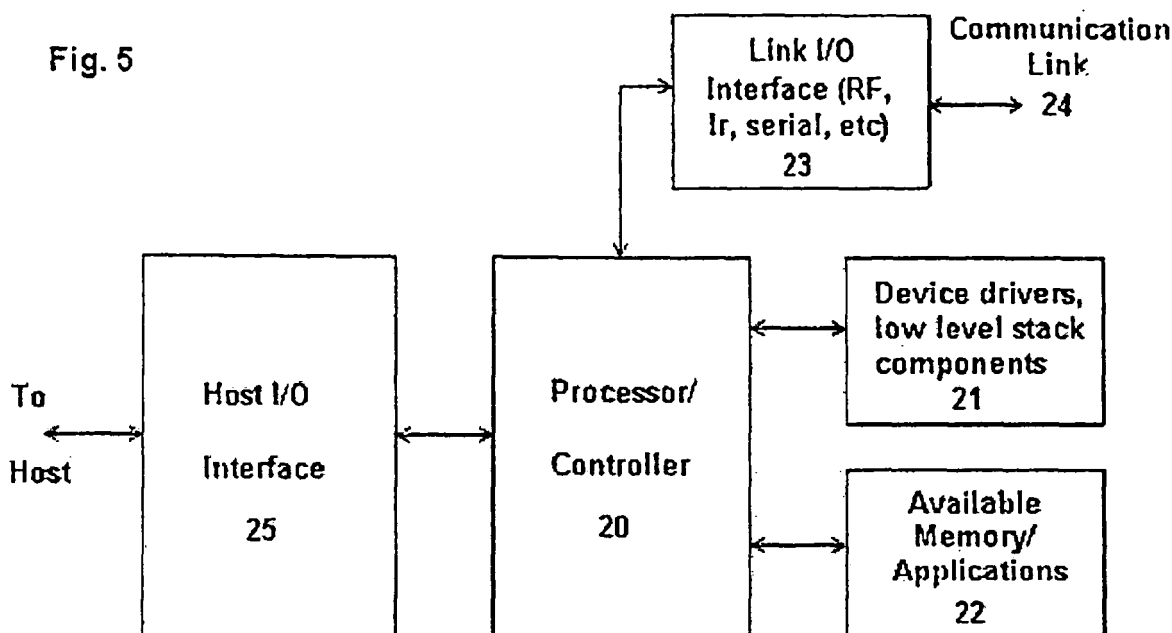 Fig. 5
Communication
Link
24
Link I/O
Interface (RF,
Ir, serial, etc)
23
To
Host
Host I/O
Interface
25
Processor/
Controller
20
Device drivers,
low level stack
components
21
Available
Memory/
Applications
22